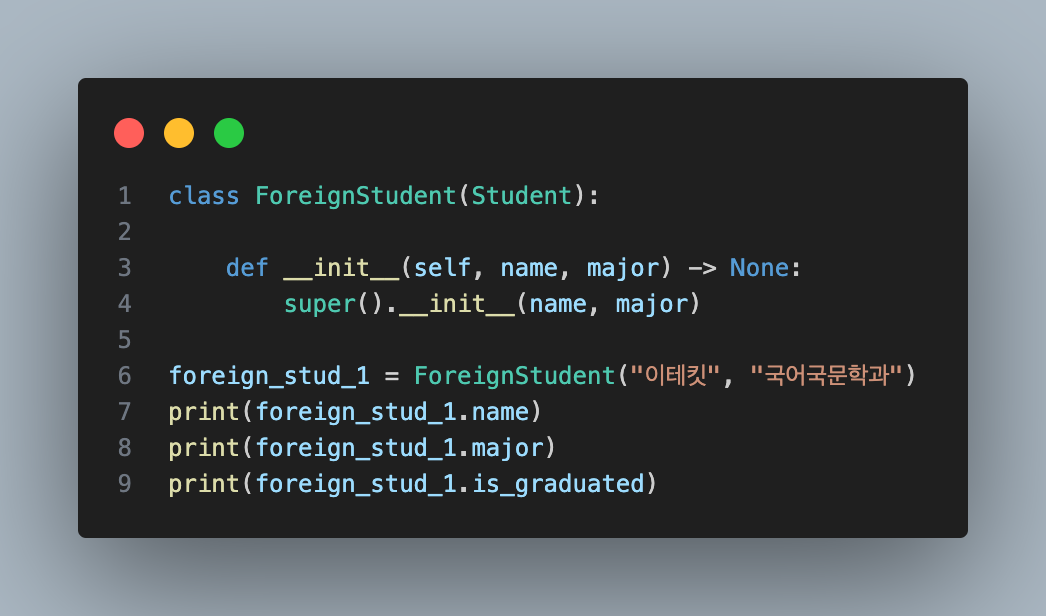 1 class ForeignStudent(Student):
2
3     def __init__(self, name, major) -> None:
4         super().__init__(name, major)
5
6 foreign_stud_1 = ForeignStudent("이테킷", "국어국문학과")
7 print(foreign_stud_1.name)
8 print(foreign_stud_1.major)
9 print(foreign_stud_1.is_graduated)